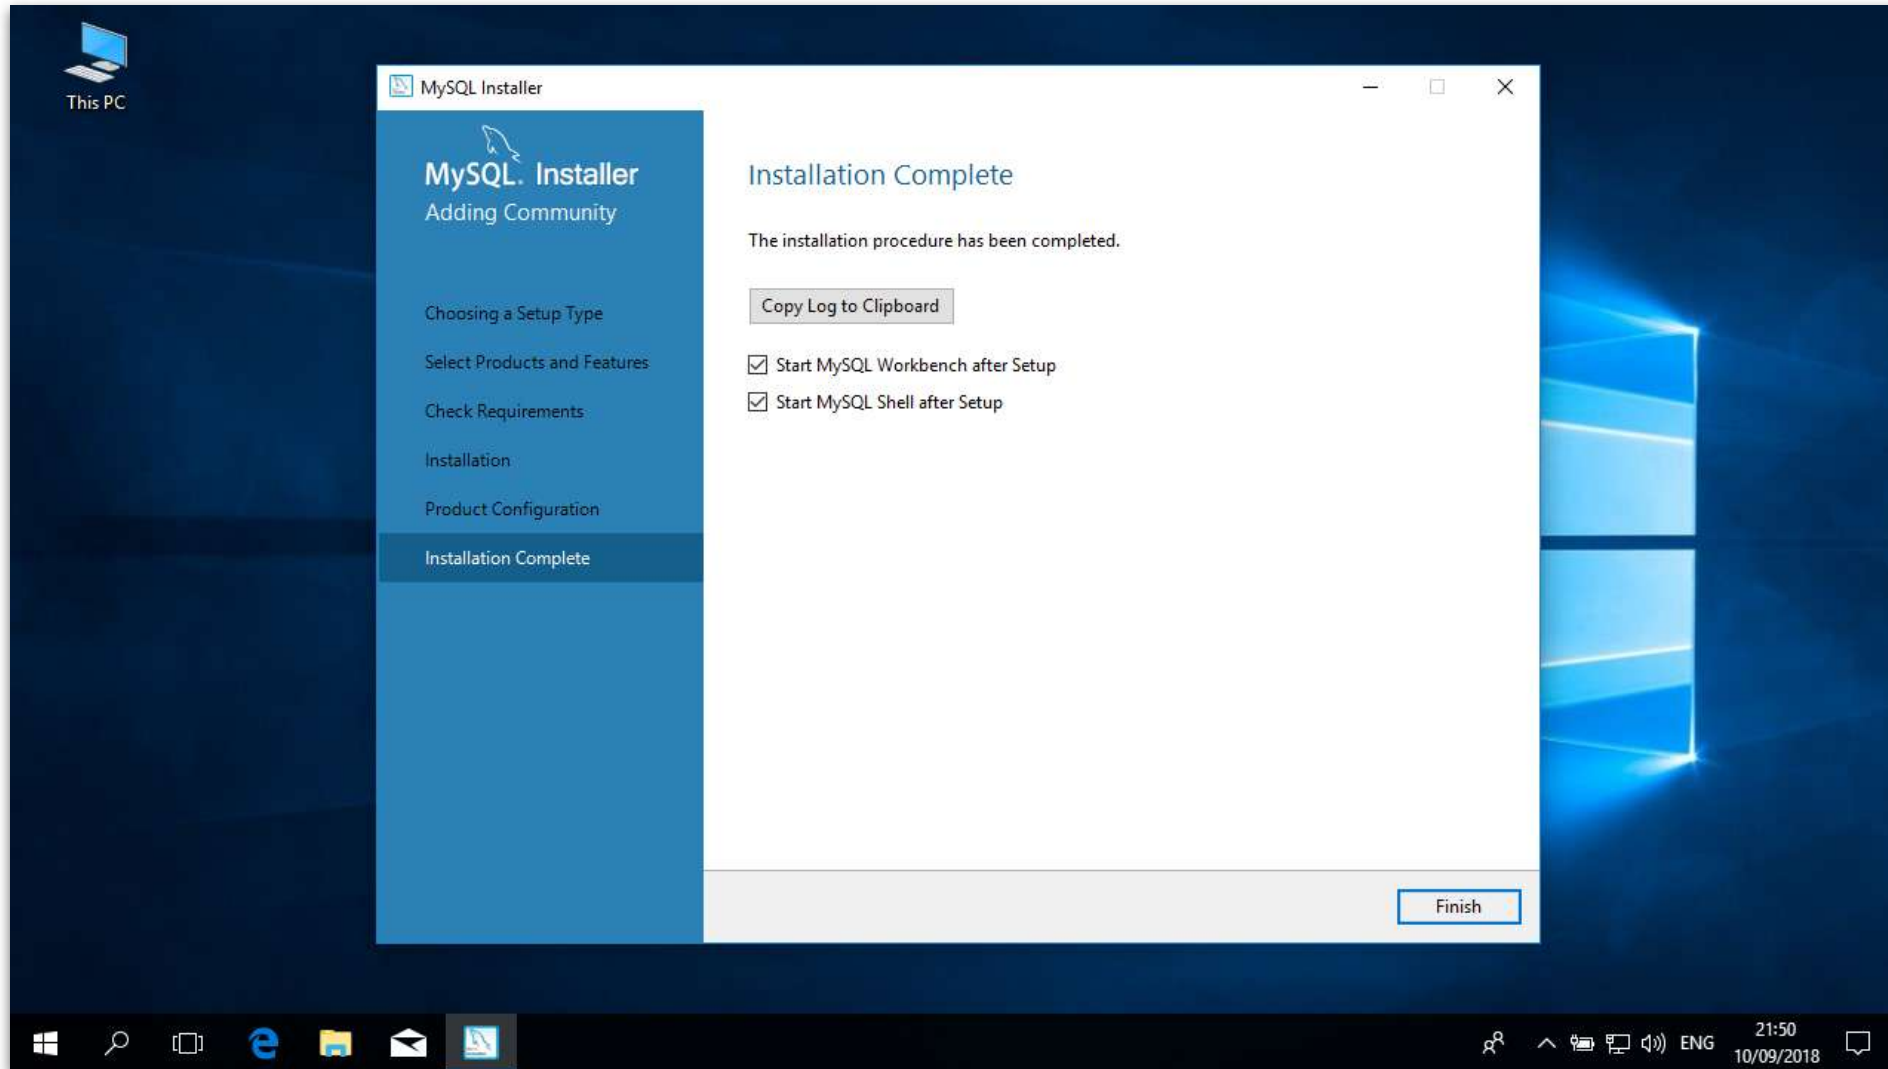 This PC
MySQL Installer
MySQL. Installer
Adding Community
Choosing a Setup Type
Select Products and Features
Check Requirements
Installation
Product Configuration
Installation Complete
Installation Complete
The installation procedure has been completed.
Copy Log to Clipboard
Start MySQL Workbench after Setup
Start MySQL Shell after Setup
Finish
ENG
21:50
10/09/2018